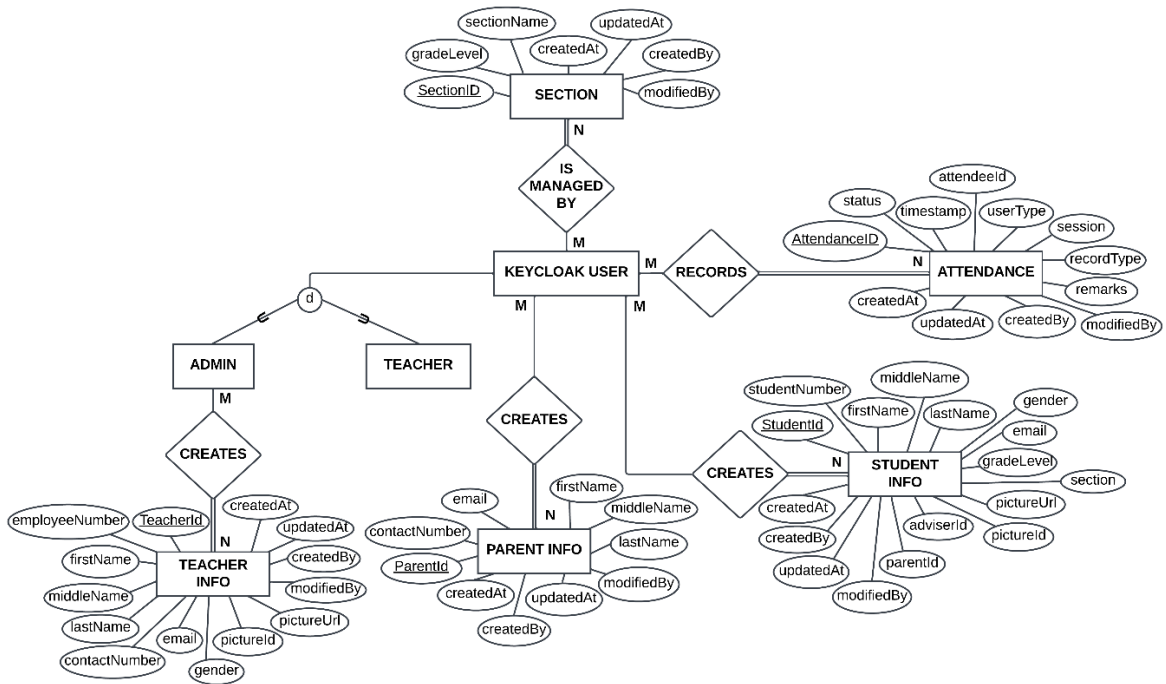 sectionName
updatedAt
gradeLevel
createdAt
createdBy
SectionID
SECTION
modifiedBy
N
IS
MANAGED
BY
M
KEYCLOAK USER
M
RECORDS
N
ATTENDANCE
attendeeId
status
timestamp
userType
session
AttendanceID
recordType
remarks
createdAt
updatedAt
createdBy
modifiedBy
M
M
d
ADMIN
TEACHER
M
CREATES
CREATES
CREATES
N
STUDENT
INFO
middleName
studentNumber
firstName
lastName
gender
StudentId
email
gradeLevel
section
createdAt
pictureUrl
createdBy
adviserId
pictureId
updatedAt
parentId
modifiedBy
employeeNumber
TeacherId
createdAt
updatedAt
N
firstName
TEACHER
INFO
createdBy
middleName
modifiedBy
lastName
pictureUrl
email
pictureId
contactNumber
gender
email
firstName
N
middleName
contactNumber
PARENT INFO
lastName
ParentId
modifiedBy
createdAt
updatedAt
createdBy